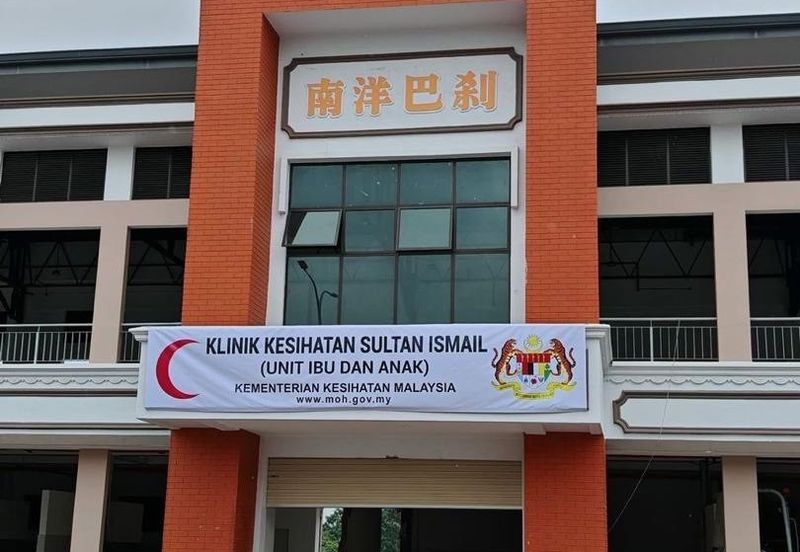 南洋巴刹
KLINIK KESIHATAN SULTAN ISMAIL
(UNIT IBU DAN ANAK)
KEMENTERIAN KESIHATAN MALAYSIA
www.moh.gov.my